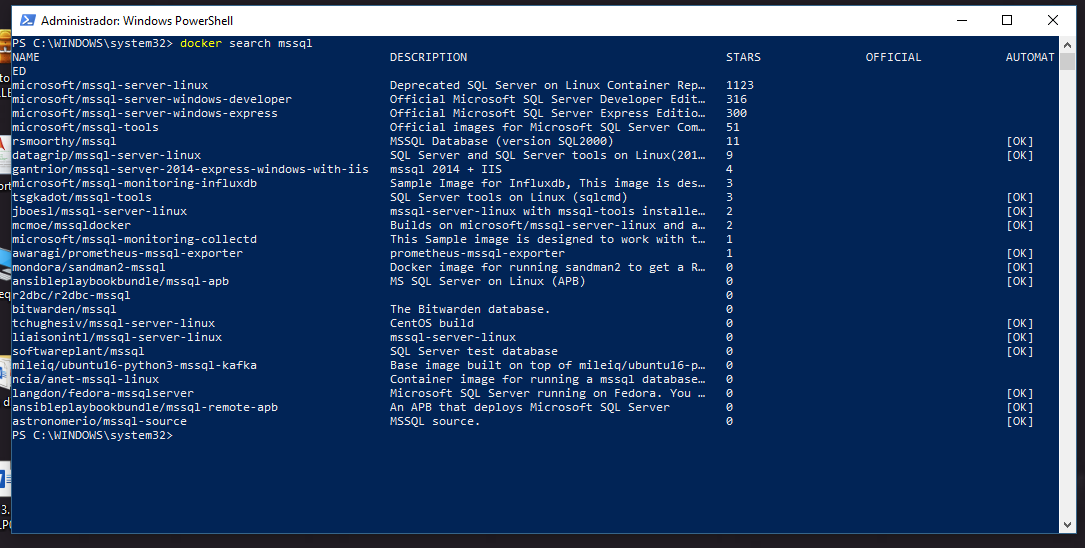 Administrador: Windows PowerShell
PS C:\WINDOWS\system32> docker search mssql
NAME DESCRIPTION STARS OFFICIAL AUTOMAT
ED
microsoft/mssql-server-linux Deprecated SQL Server on Linux Container Rep… 1123
microsoft/mssql-server-windows-developer Official Microsoft SQL Server Developer Edit… 316
microsoft/mssql-server-windows-express Official Microsoft SQL Server Express Editio… 300
microsoft/mssql-tools Official images for Microsoft SQL Server Com… 51
rsmoorthy/mssql MSSQL Database (version SQL2000) 11 [OK]
datagrip/mssql-server-linux SQL Server and SQL Server tools on Linux(201… 9 [OK]
gantrior/mssql-server-2014-express-windows-with-iis mssql 2014 + IIS 4
microsoft/mssql-monitoring-influxdb Sample Image for Influxdb, This image is des… 3
tsgkadot/mssql-tools SQL Server tools on Linux (sqlcmd) 3 [OK]
jboesl/mssql-server-linux mssql-server-linux with mssql-tools installe… 2 [OK]
mcmoe/mssqldocker Builds on microsoft/mssql-server-linux and a… 2 [OK]
microsoft/mssql-monitoring-collectd This Sample image is designed to work with t… 1
awaragi/prometheus-mssql-exporter prometheus-mssql-exporter 1 [OK]
mondora/sandman2-mssql Docker image for running sandman2 to get a R… 0 [OK]
ansibleplaybookbundle/mssql-apb MS SQL Server on Linux (APB) 0 [OK]
r2dbc/r2dbc-mssql 0
bitwarden/mssql The Bitwarden database. 0
tchughesiv/mssql-server-linux CentOS build 0 [OK]
liaisonintl/mssql-server-linux mssql-server-linux 0 [OK]
softwareplant/mssql SQL Server test database 0 [OK]
mileiq/ubuntu16-python3-mssql-kafka Base image built on top of mileiq/ubuntu16-p… 0
ncia/anet-mssql-linux Container image for running a mssql database… 0
langdon/fedora-mssqlserver Microsoft SQL Server running on Fedora. You … 0 [OK]
ansibleplaybookbundle/mssql-remote-apb An APB that deploys Microsoft SQL Server 0 [OK]
astronomerio/mssql-source MSSQL source. 0 [OK]
PS C:\WINDOWS\system32>